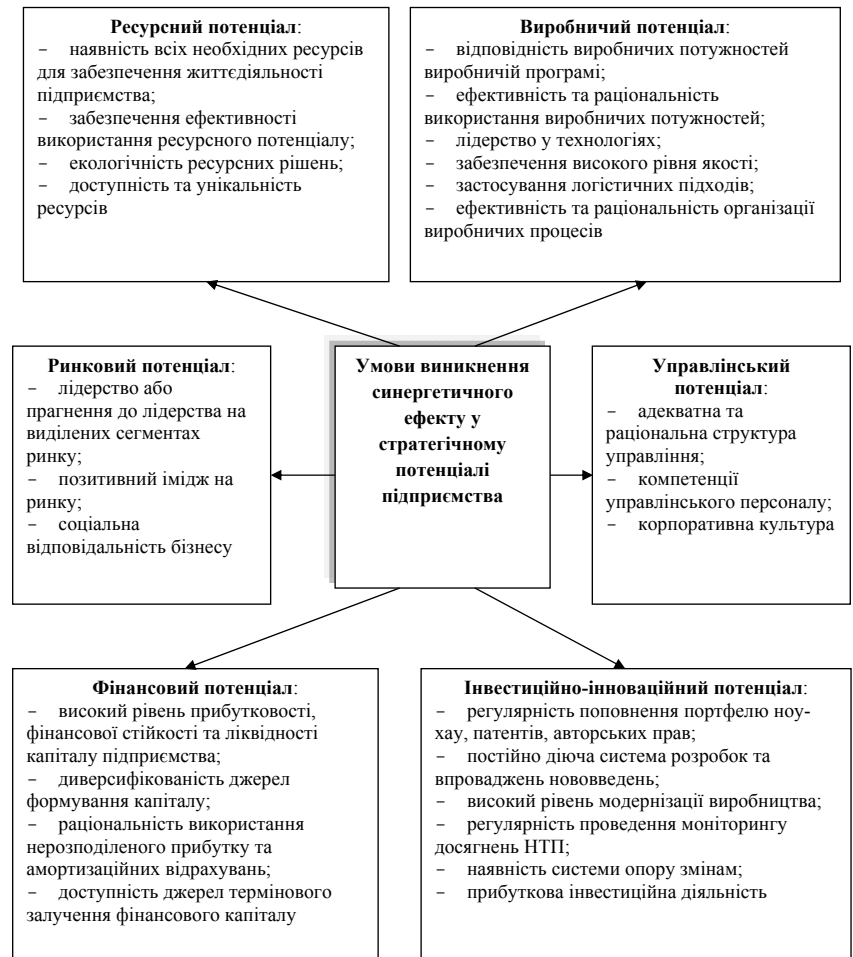 Ресурсний потенціал:
− наявність всіх необхідних ресурсів
для забезпечення життєдіяльності
підприємства;
− забезпечення ефективності
використання ресурсного потенціалу;
− екологічність ресурсних рішень;
− доступність та унікальність
ресурсів
Виробничий потенціал:
− відповідність виробничих потужностей
виробничій програмі;
− ефективність та раціональність
використання виробничих потужностей;
− лідерство у технологіях;
− забезпечення високого рівня якості;
− застосування логістичних підходів;
− ефективність та раціональність організації
виробничих процесів
Ринковий потенціал:
− лідерство або
прагнення до лідерства на
виділених сегментах
ринку;
− позитивний імідж на
ринку;
− соціальна
відповідальність бізнесу
Умови виникнення
синергетичного
ефекту у
стратегічному
потенціалі
підприємства
Управлінський
потенціал:
− адекватна та
раціональна структура
управління;
− компетенції
управлінського персоналу;
− корпоративна культура
Фінансовий потенціал:
− високий рівень прибутковості,
фінансової стійкості та ліквідності
капіталу підприємства;
− диверсифікованість джерел
формування капіталу;
− раціональність використання
нерозподіленого прибутку та
амортизаційних відрахувань;
− доступність джерел термінового
залучення фінансового капіталу
Інвестиційно-інноваційний потенціал:
− регулярність поповнення портфелю ноу-
хау, патентів, авторських прав;
− постійно діюча система розробок та
впроваджень нововведень;
− високий рівень модернізації виробництва;
− регулярність проведення моніторингу
досягнень НТП;
− наявність системи опору змінам;
− прибуткова інвестиційна діяльність